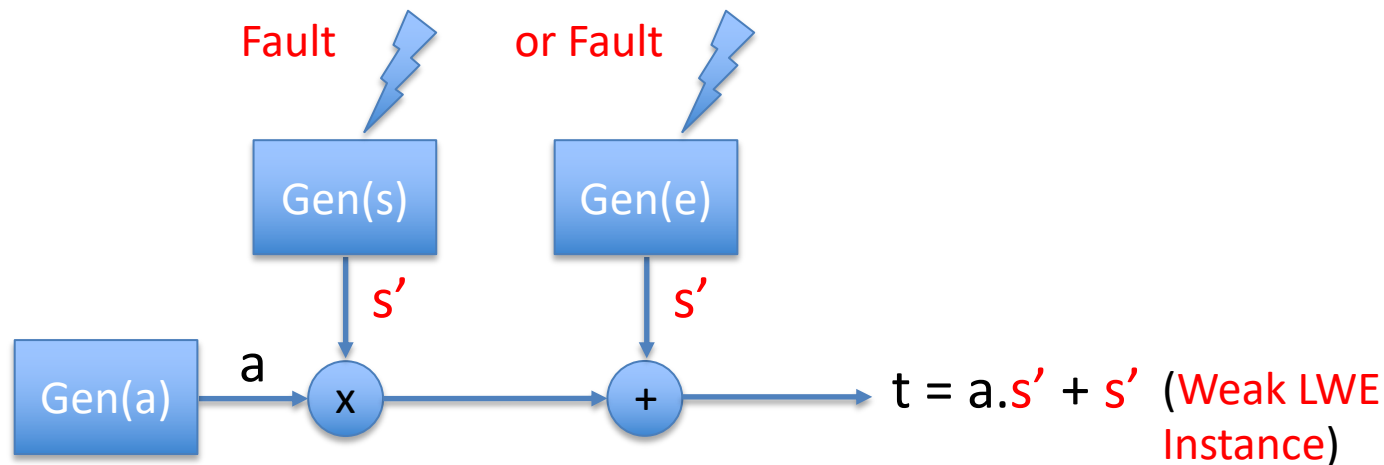 Fault
or Fault
Gen(s)
Gen(e)
s’
s’
Gen(a)
a
x
+
t = a.s’ + s’ (Weak LWE
Instance)